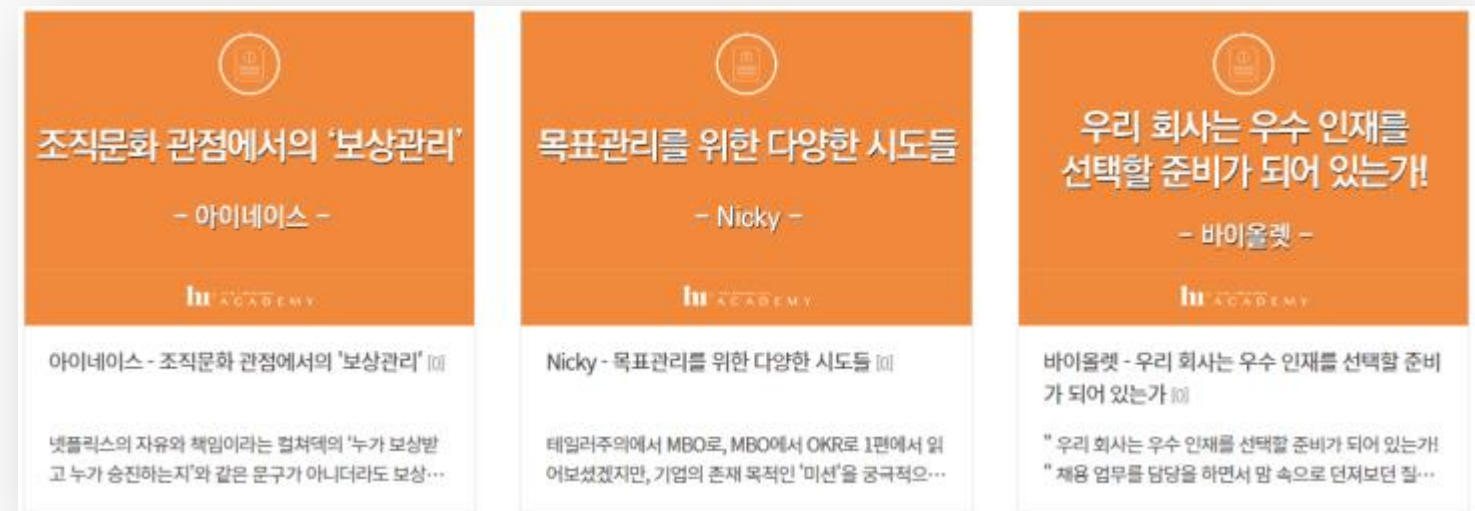 조직문화 관점에서의 ‘보상관리’
- 아이네이스 -
hr ACADEMY
아이네이스 - 조직문화 관점에서의 '보상관리' [0]
넷플릭스의 자유와 책임이라는 컬쳐덱의 '누가 보상받
고 누가 승진하는지'와 같은 문구가 아니더라도 보상···
목표관리를 위한 다양한 시도들
- Nicky -
hr ACADEMY
Nicky - 목표관리를 위한 다양한 시도들 [0]
테일러주의에서 MBO로, MBO에서 OKR로 1편에서 읽
어보셨겠지만, 기업의 존재 목적인 '미션'을 궁극적으···
우리 회사는 우수 인재를
선택할 준비가 되어 있는가!
- 바이올렛 -
hr ACADEMY
바이올렛 - 우리 회사는 우수 인재를 선택할 준비
가 되어 있는가 [0]
" 우리 회사는 우수 인재를 선택할 준비가 되어 있는가!
" 채용 업무를 담당을 하면서 맘 속으로 던져보던 질···